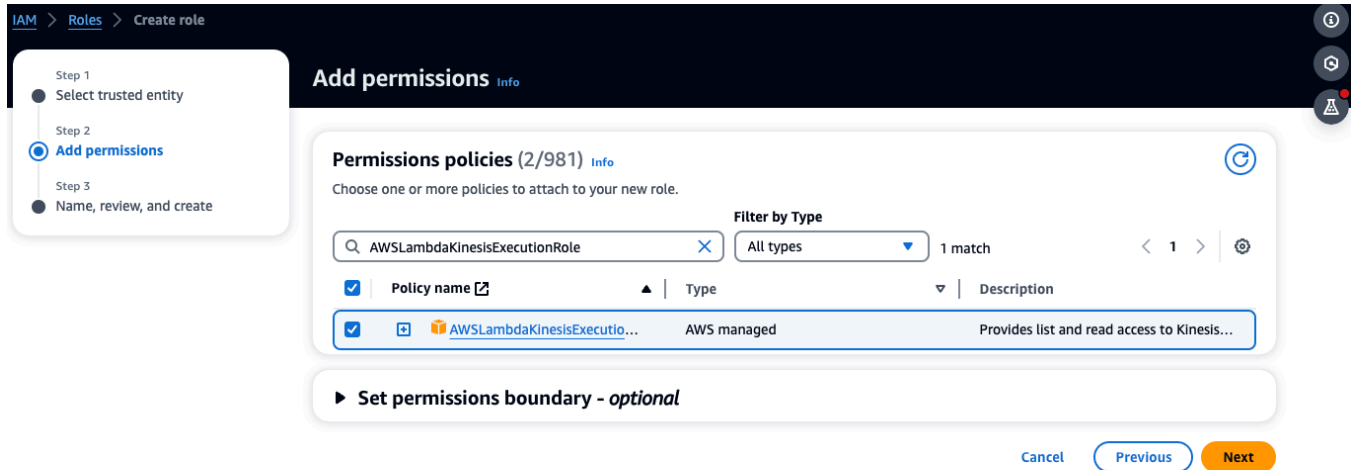 IAM > Roles > Create role
Step 1
Select trusted entity
Step 2
Add permissions
Step 3
Name, review, and create
Add permissions Info
Permissions policies (2/981) Info
Choose one or more policies to attach to your new role.
Filter by Type
AWSLambdaKinesisExecutionRole All types 1 match 1
Policy name Type Description
AWSLambdaKinesisExecutio... AWS managed Provides list and read access to Kinesis...
Set permissions boundary - optional
Cancel Previous Next